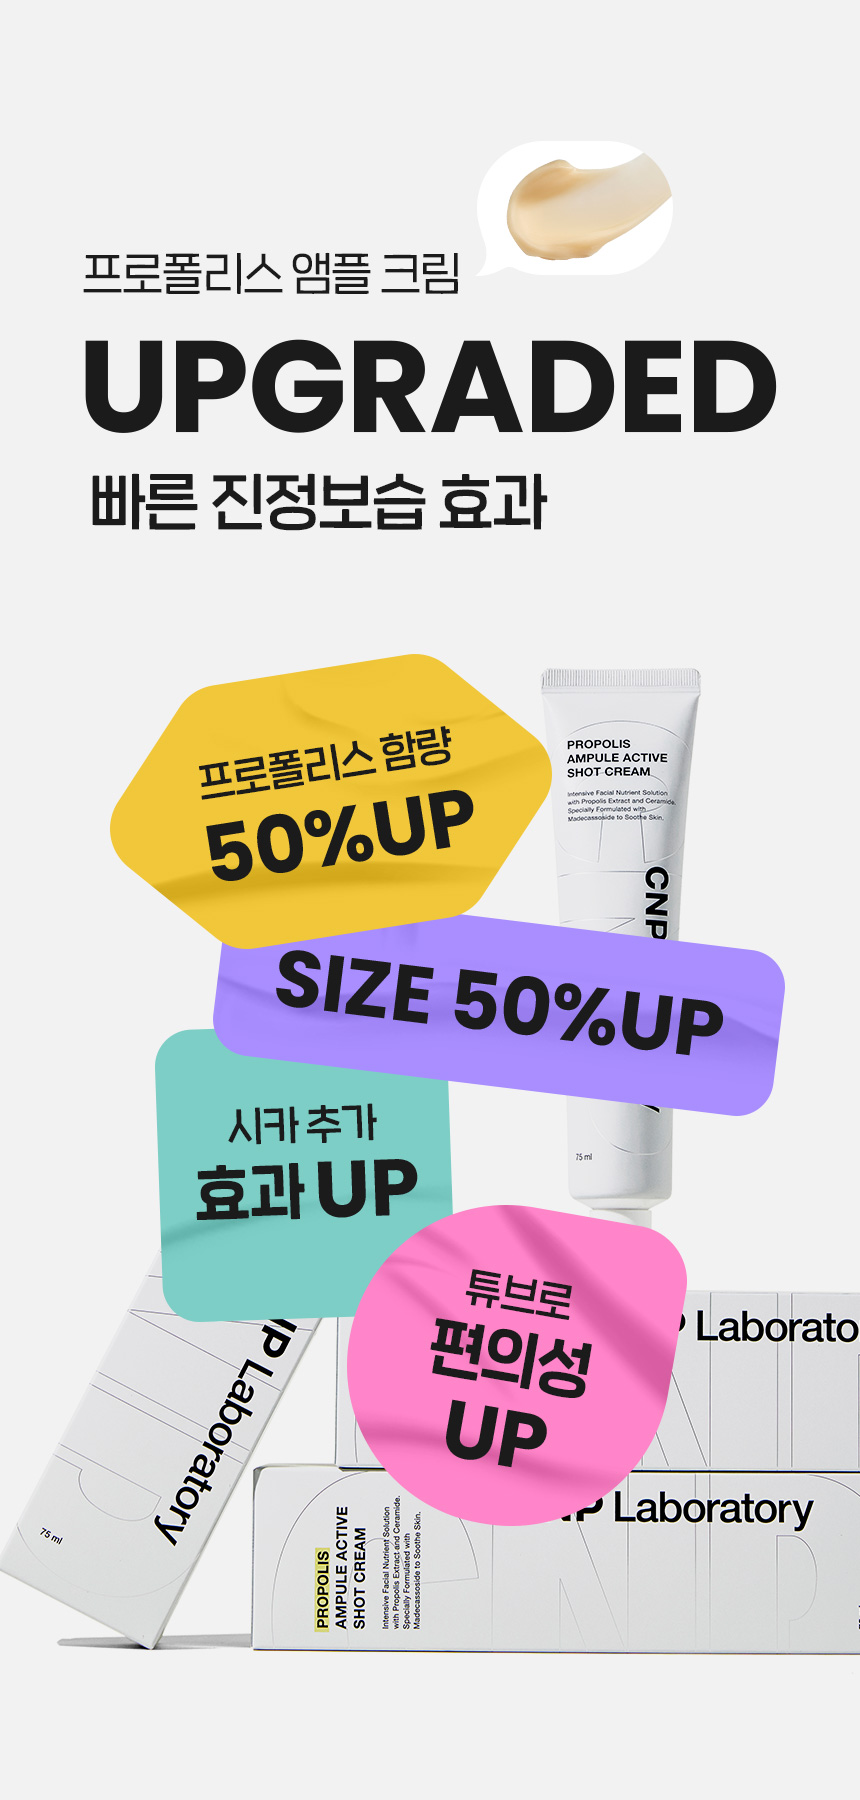 프로폴리스 앰플 크림
UPGRADED
빠른 진정보습 효과
프로폴리스 함량
50%UP
PROPOLIS
AMPULE ACTIVE
SHOT CREAM
Intensive Facial Nutrient Solution
with Propolis Extract and Ceramide.
Specially Formulated with
Madecassoside to Soothe Skin.
CNP
SIZE 50%UP
75 ml
시카 추가
효과 UP
튜브로
편의성
UP
P Laborato
NP Laboratory
75 ml
NP Laboratory
PROPOLIS
AMPULE ACTIVE
SHOT CREAM
Intensive Facial Nutrient Solution
with Propolis Extract and Ceramide.
Specially Formulated with
Madecassoside to Soothe Skin.